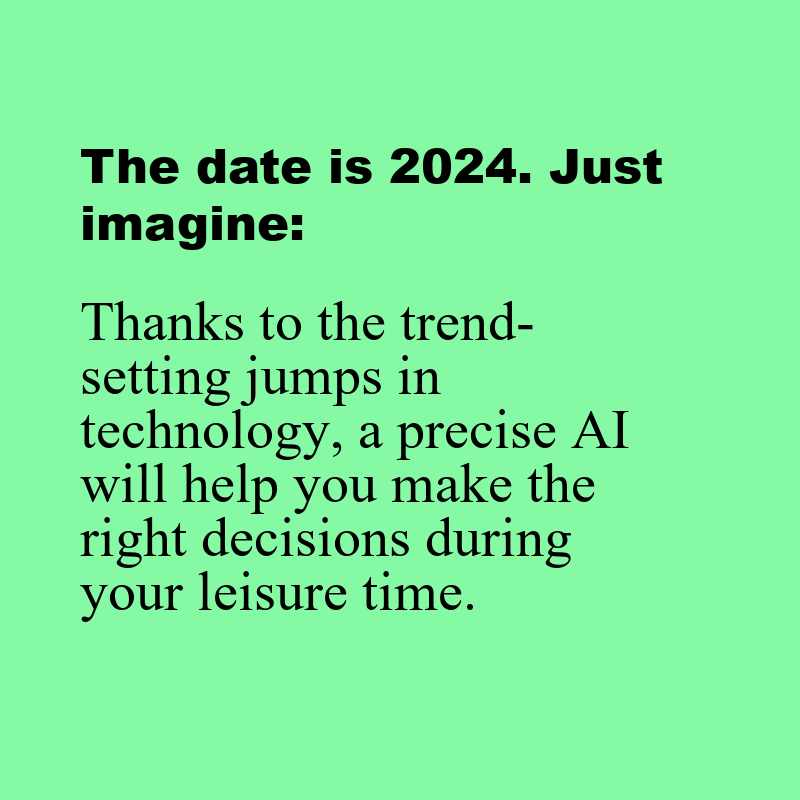 The date is 2024. Just
imagine:
Thanks to the trend-
setting jumps in
technology, a precise AI
will help you make the
right decisions during
your leisure time.